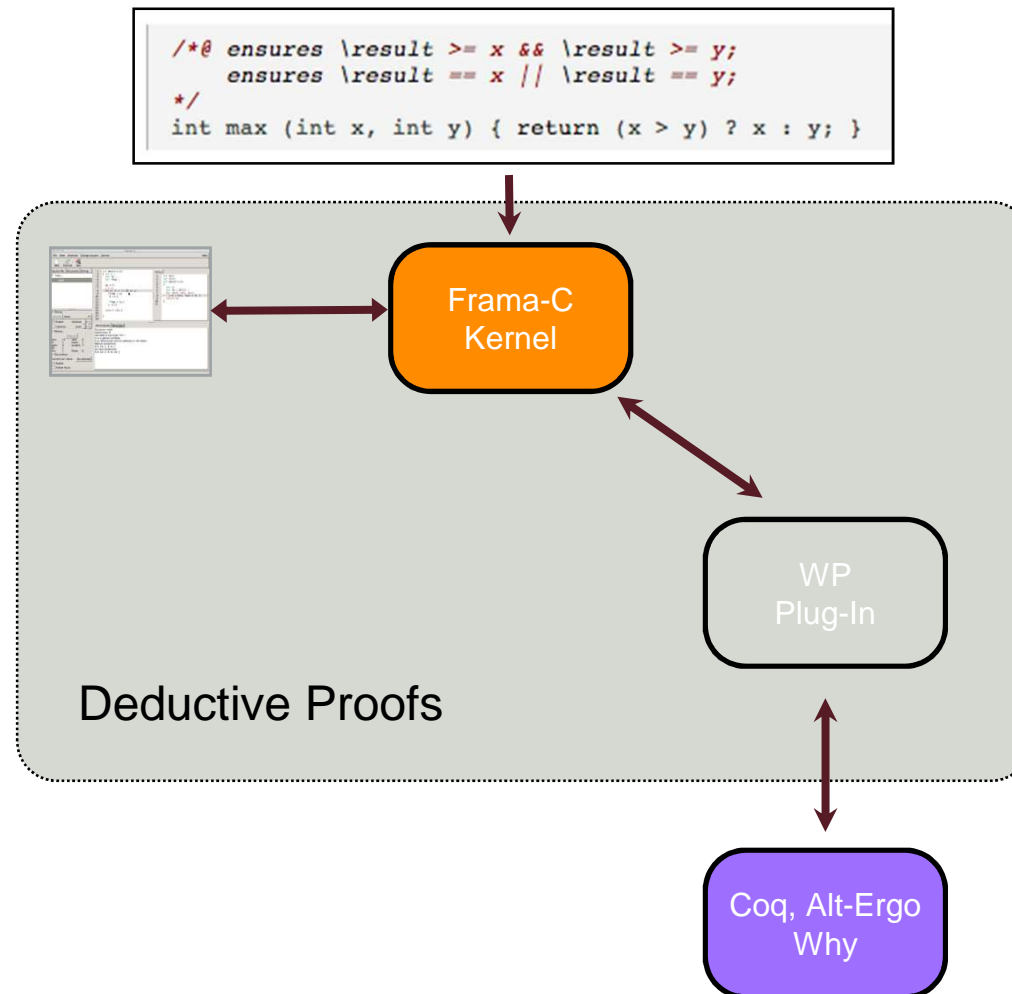 /*@ ensures \result >= x && \result >= y;
ensures \result == x || \result == y;
*/
int max (int x, int y) { return (x > y) ? x : y; }
Frama-C
Kernel
WP
Plug-In
Deductive Proofs
Coq, Alt-Ergo
Why